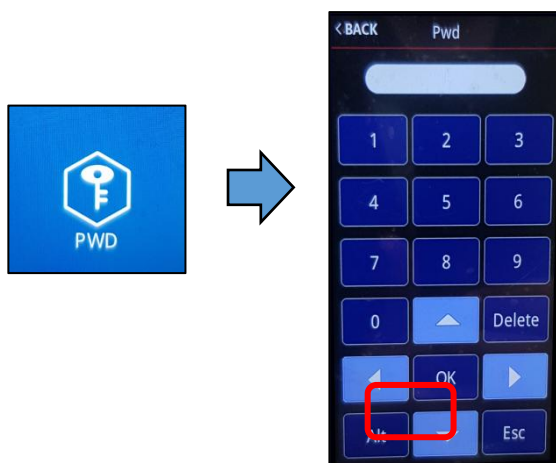 PWD
< BACK Pwd
1 2 3
4 5 6
7 8 9
0 Delete
OK
Alt Esc